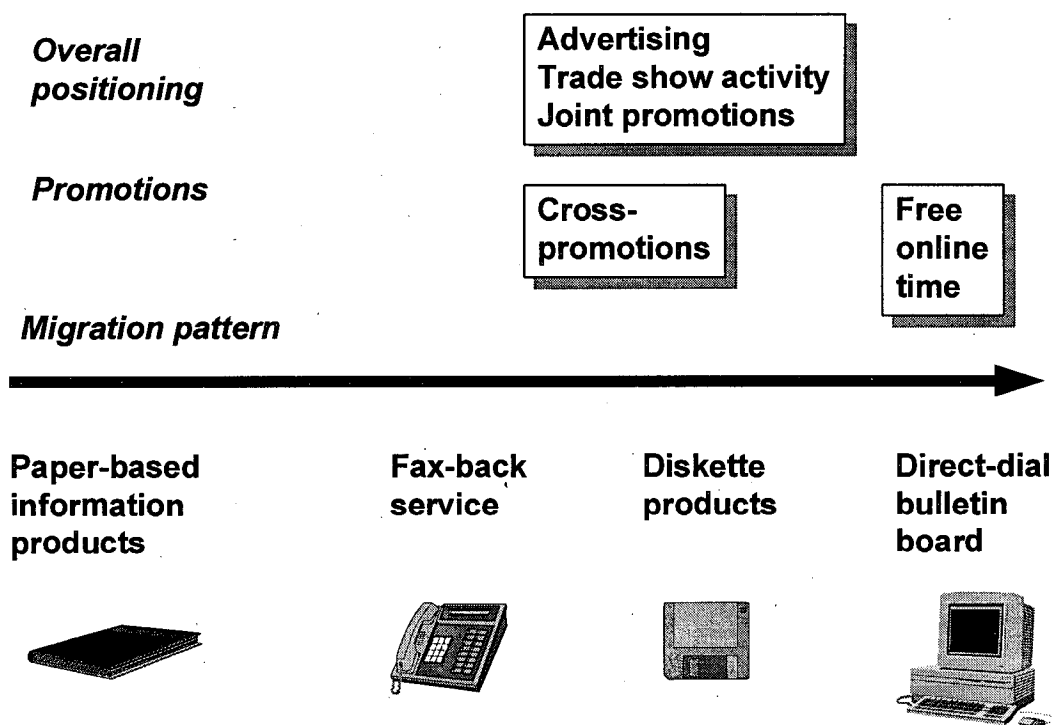 Overall
positioning
Advertising
Trade show activity
Joint promotions
Promotions
Cross-
promotions
Free
online
time
Migration pattern
Paper-based
information
products
Fax-back
service
Diskette
products
Direct-dial
bulletin
board